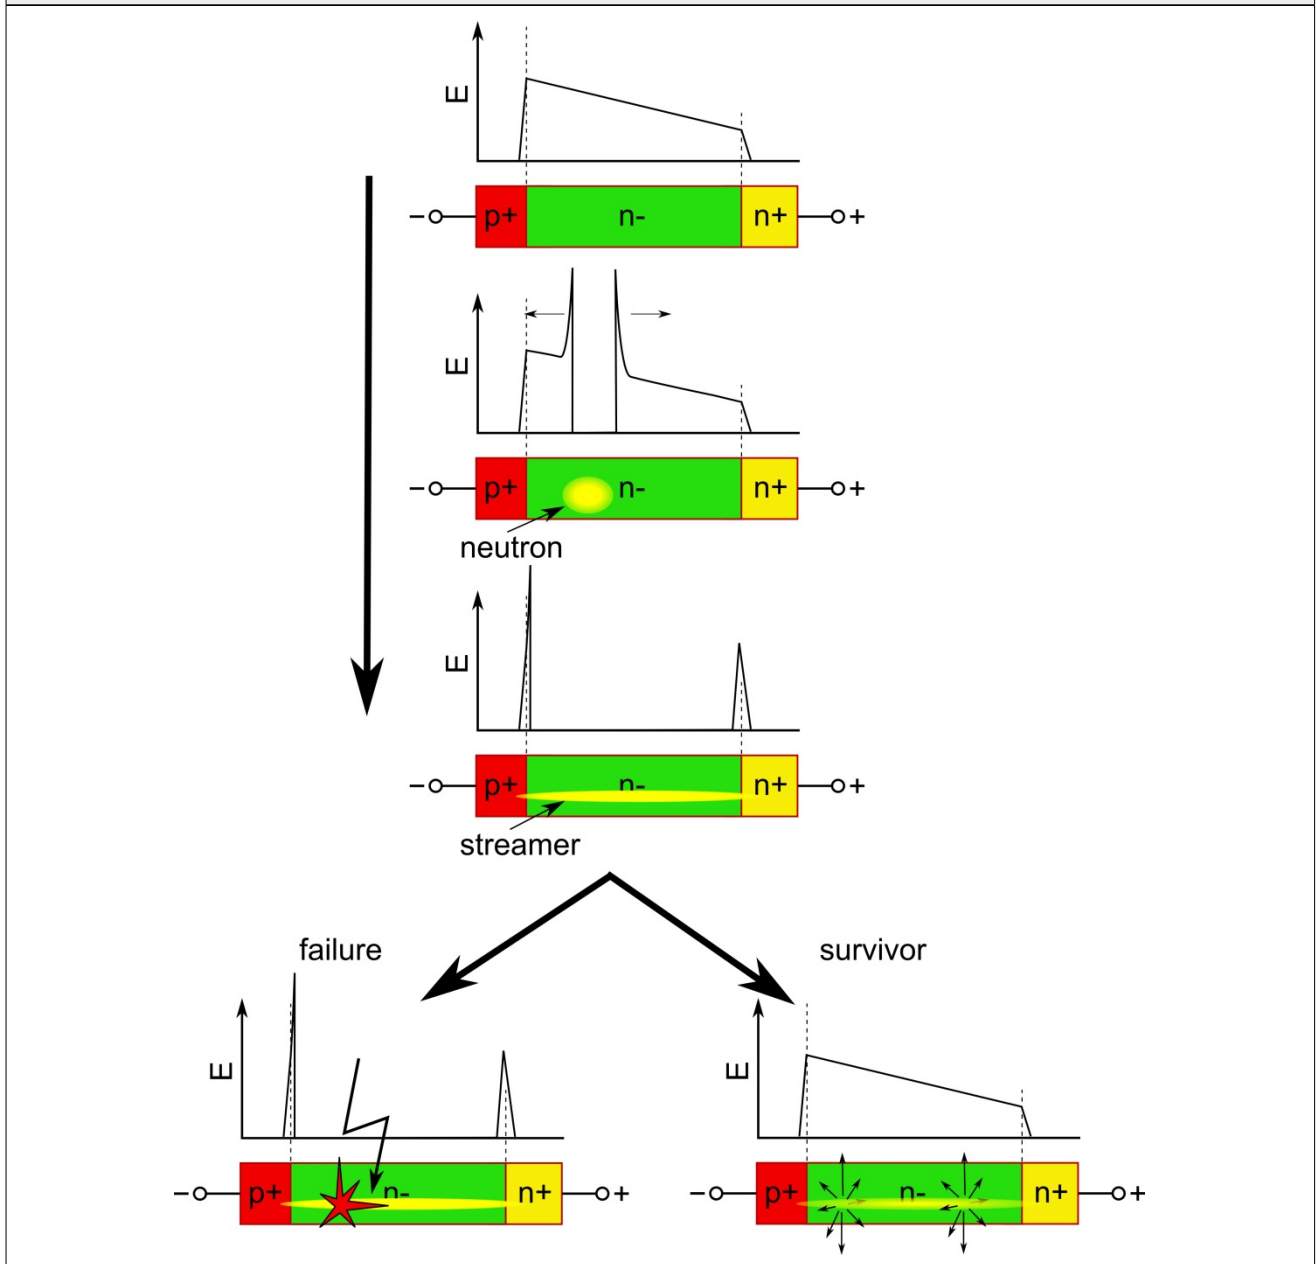 E
− p+ n- n+ +
E
− p+ n- n+ +
neutron
E
− p+ n- n+ +
streamer
failure
survivor
E
E
− p+ n- n+ +
− p+ n- n+ +